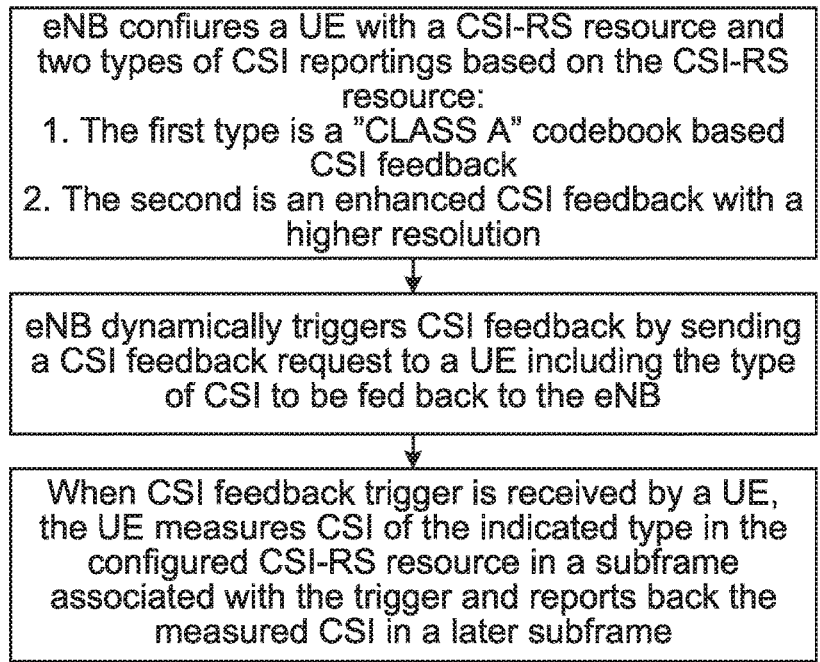 eNB confiures a UE with a CSI-RS resource and
two types of CSI reportings based on the CSI-RS
resource:
1. The first type is a ”CLASS A” codebook based
CSI feedback
2. The second is an enhanced CSI feedback with a
higher resolution
eNB dynamically triggers CSI feedback by sending
a CSI feedback request to a UE including the type
of CSI to be fed back to the eNB
When CSI feedback trigger is received by a UE,
the UE measures CSI of the indicated type in the
configured CSI-RS resource in a subframe
associated with the trigger and reports back the
measured CSI in a later subframe